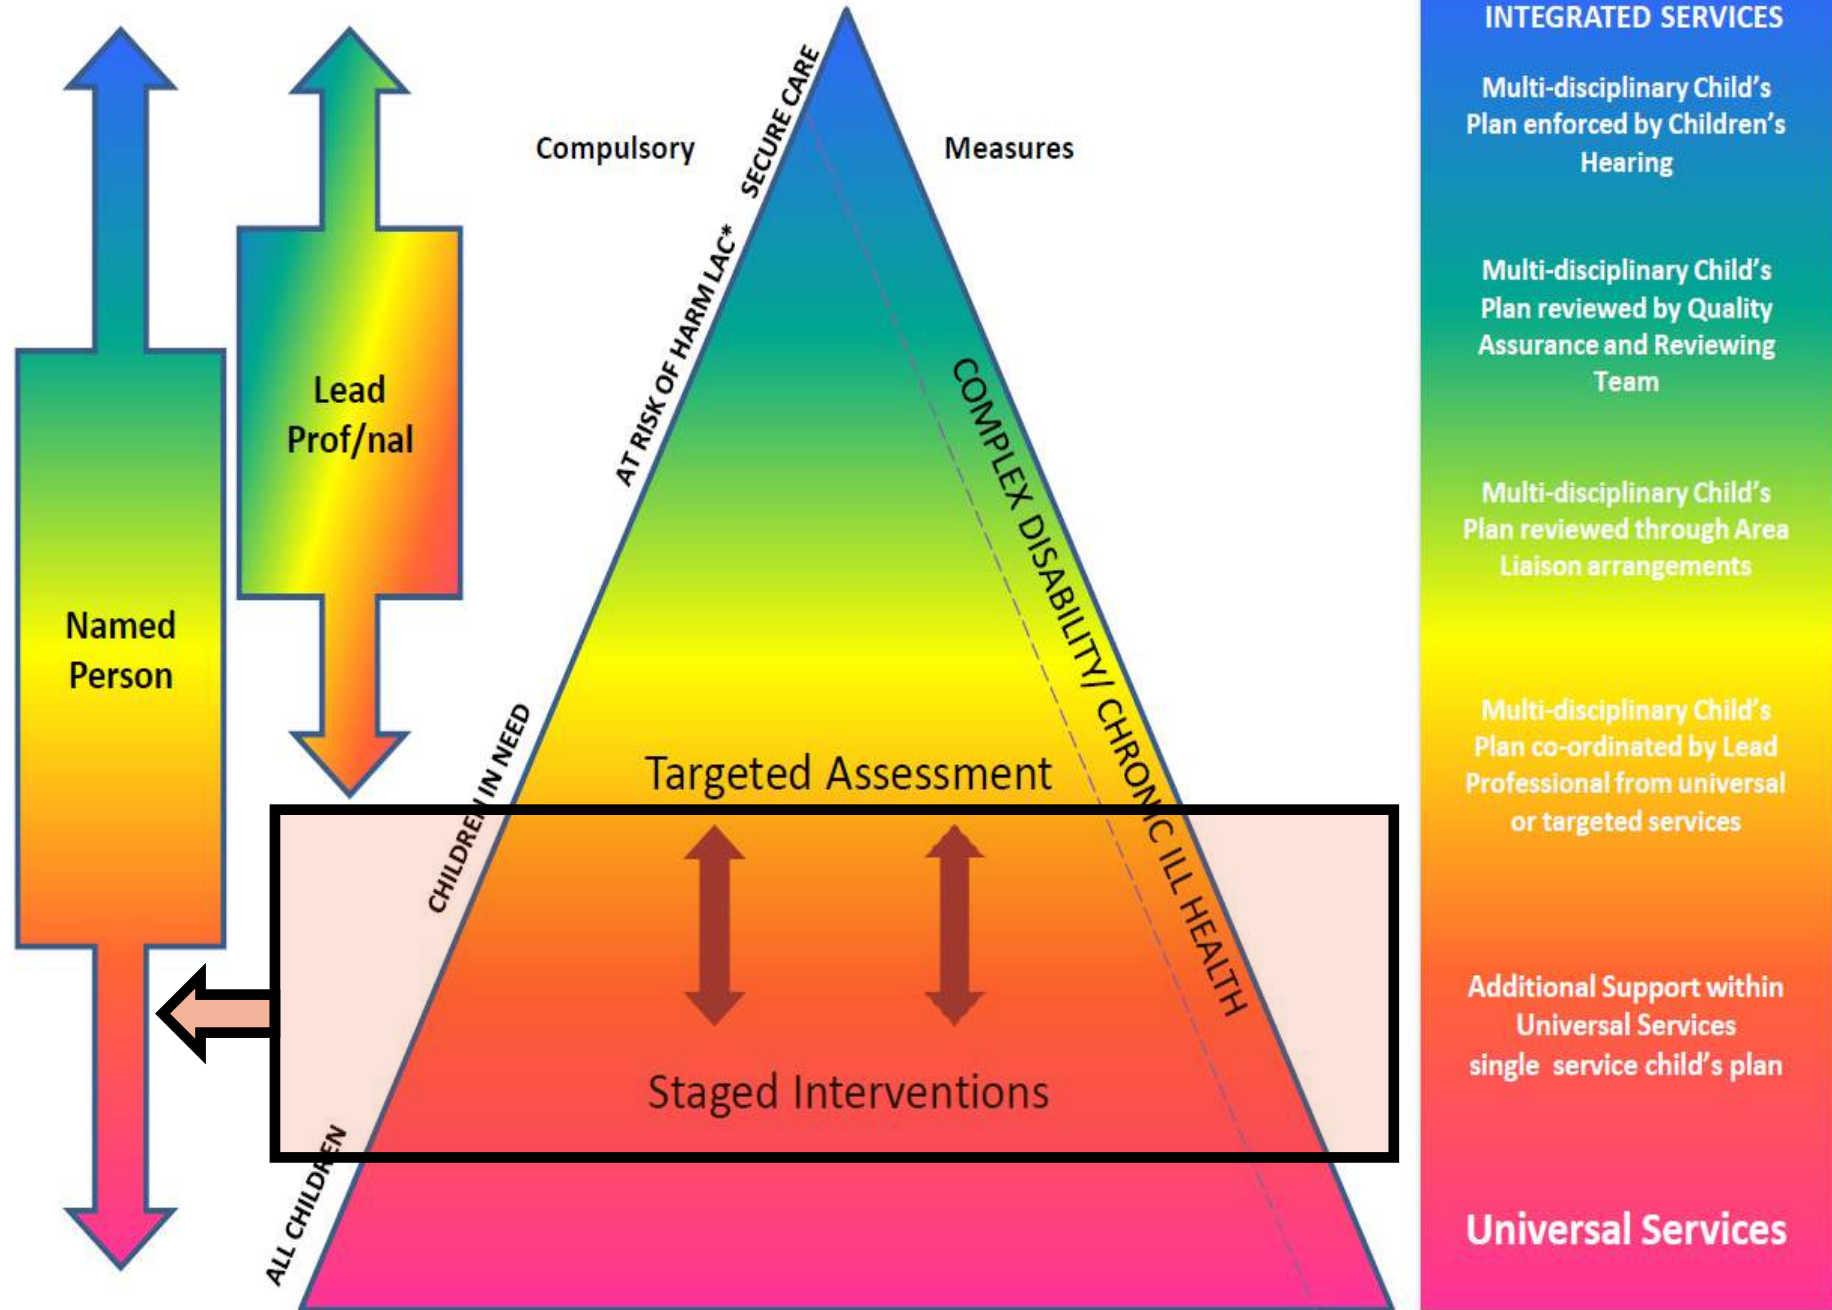 Named
Person
Lead
Prof/nal
Compulsory
Measures
SECURE CARE
AT RISK OF HARM LAC*
CHILDREN IN NEED
ALL CHILDREN
COMPLEX DISABILITY/ CHRONIC ILL HEALTH
Targeted Assessment
Staged Interventions
INTEGRATED SERVICES
Multi-disciplinary Child's
Plan enforced by Children's
Hearing
Multi-disciplinary Child's
Plan reviewed by Quality
Assurance and Reviewing
Team
Multi-disciplinary Child's
Plan reviewed through Area
Liaison arrangements
Multi-disciplinary Child's
Plan co-ordinated by Lead
Professional from universal
or targeted services
Additional Support within
Universal Services
single service child's plan
Universal Services